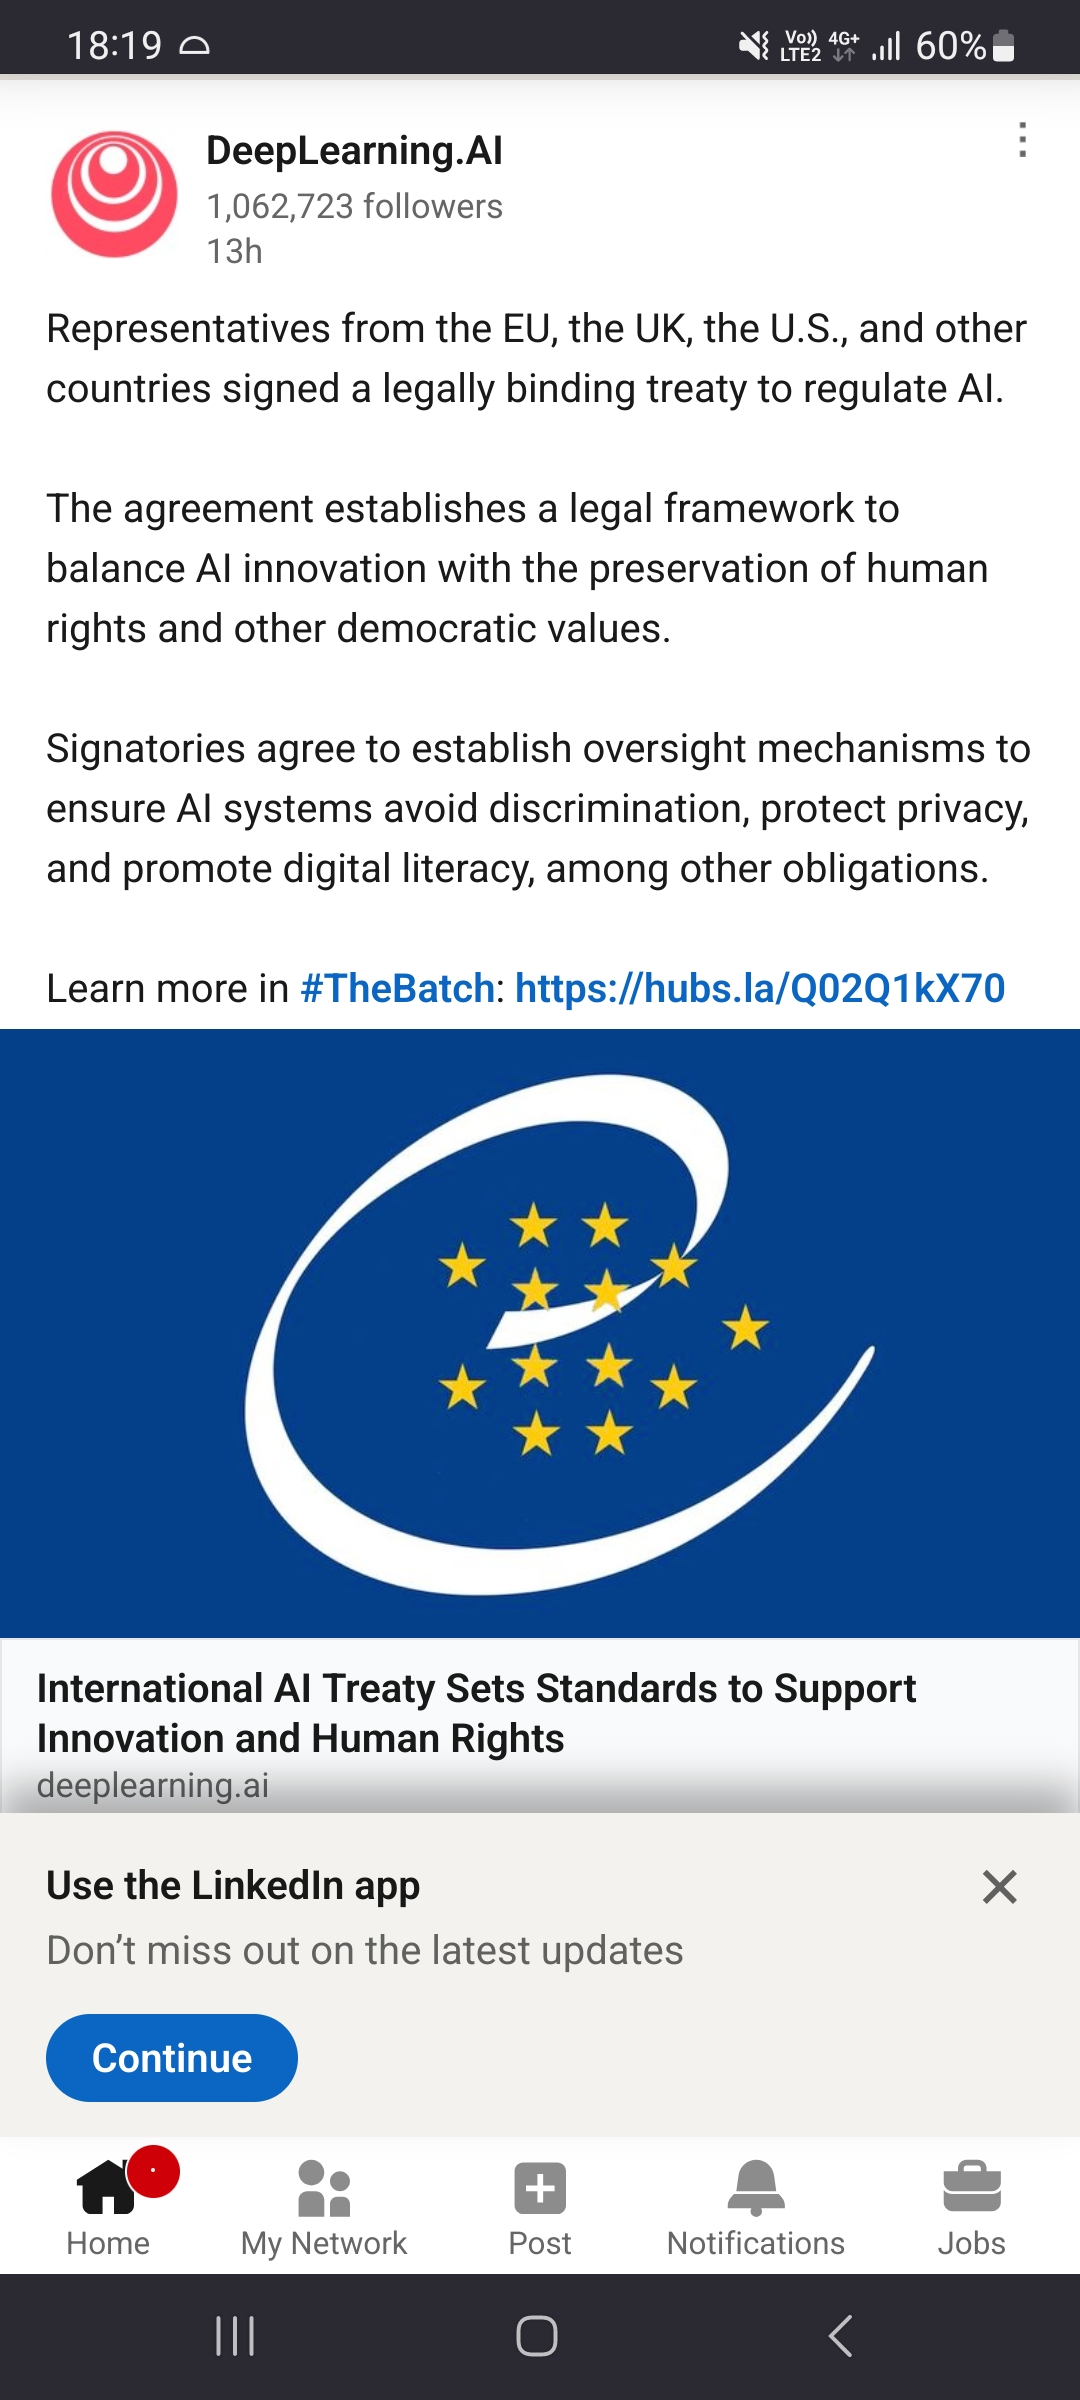 18:19
Vo)) LTE2 4G+ 60%
DeepLearning.AI
1,062,723 followers
13h
Representatives from the EU, the UK, the U.S., and other
countries signed a legally binding treaty to regulate AI.
The agreement establishes a legal framework to
balance AI innovation with the preservation of human
rights and other democratic values.
Signatories agree to establish oversight mechanisms to
ensure AI systems avoid discrimination, protect privacy,
and promote digital literacy, among other obligations.
Learn more in #TheBatch: https://hubs.la/Q02Q1kX70
International AI Treaty Sets Standards to Support
Innovation and Human Rights
deeplearning.ai
Use the LinkedIn app
Don’t miss out on the latest updates
Continue
Home My Network Post Notifications Jobs